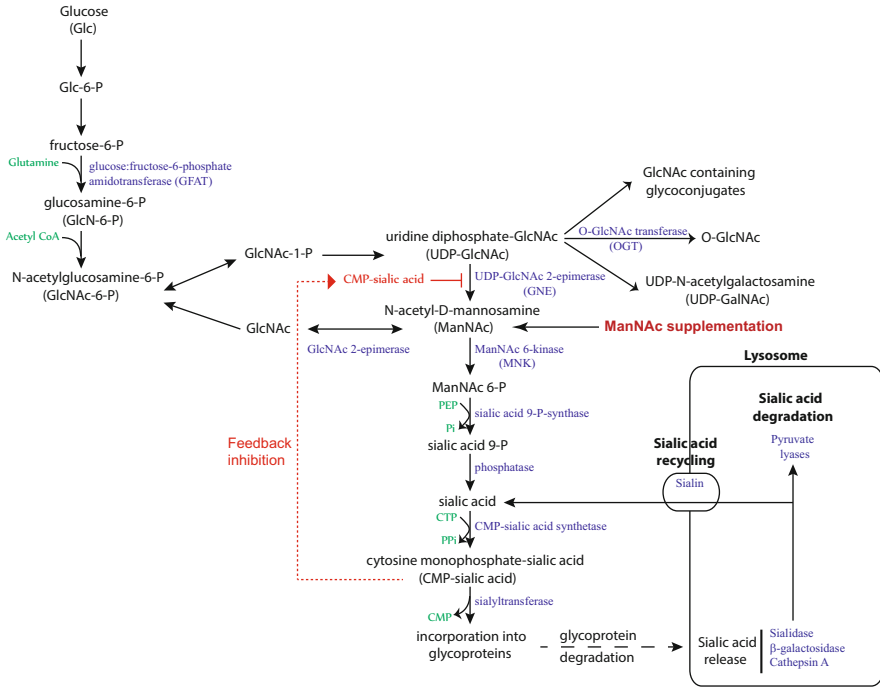 Glucose
(Glc)
Glc-6-P
fructose-6-P
Glutamine
glucose:fructose-6-phosphate
amidotransferase (GFAT)
glucosamine-6-P
(GlcN-6-P)
Acetyl CoA
N-acetylglucosamine-6-P
(GlcNAc-6-P)
GlcNAc-1-P
GlcNAc
GlcNAc 2-epimerase
uridine diphosphate-GlcNAc
(UDP-GlcNAc)
GlcNAc containing
glycoconjugates
O-GlcNAc transferase
(OGT)
O-GlcNAc
UDP-N-acetylgalactosamine
(UDP-GalNAc)
CMP-sialic acid
UDP-GlcNAc 2-epimerase
(GNE)
N-acetyl-D-mannosamine
(ManNAc)
ManNAc supplementation
ManNAc 6-kinase
(MNK)
ManNAc 6-P
PEP
Pi
sialic acid 9-P-synthase
sialic acid 9-P
phosphatase
Feedback
inhibition
sialic acid
CTP
PPi
CMP-sialic acid synthetase
cytosine monophosphate-sialic acid
(CMP-sialic acid)
CMP
sialyltransferase
incorporation into
glycoproteins
glycoprotein
degradation
Lysosome
Sialic acid
degradation
Pyruvate
lyases
Sialic acid
recycling
Sialin
Sialic acid
release
Sialidase
β-galactosidase
Cathepsin A